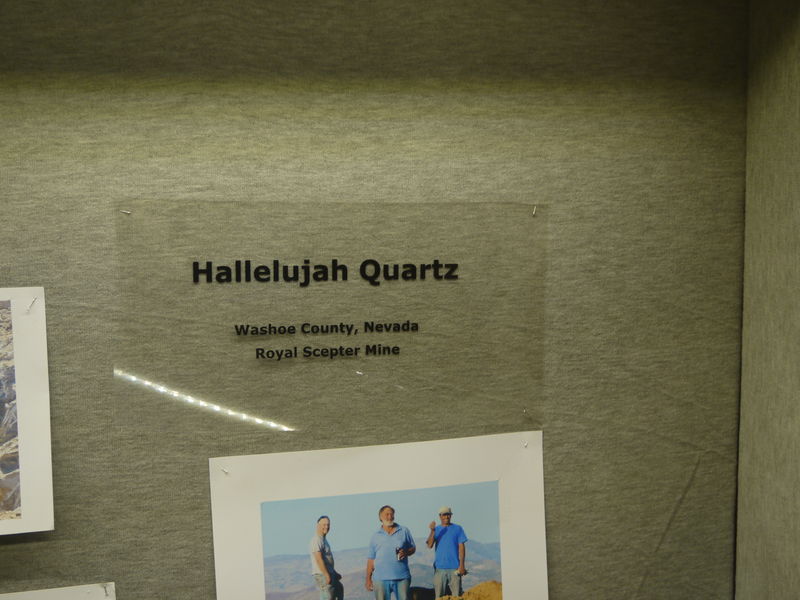 Hallelujah Quartz
Washoe County, Nevada
Royal Scepter Mine